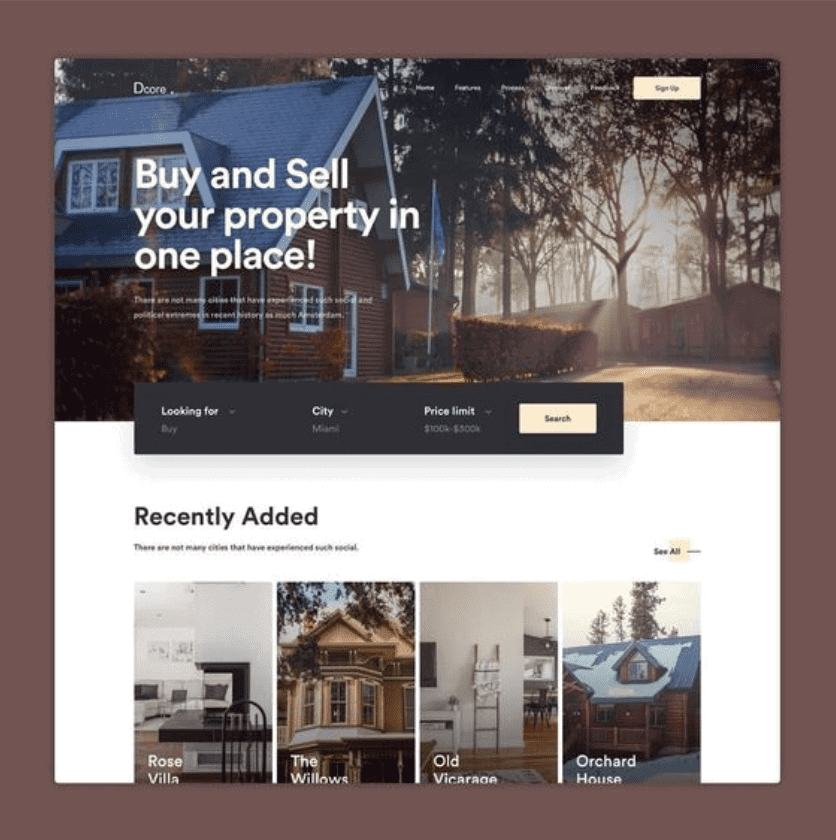 Dcore .
Home Features Process Discover Feedback Sign Up
Buy and Sell
your property in
one place!
There are not many cities that have experienced such social and
political extremes in recent history as much Amsterdam.
Looking for City Price limit
Search
Buy Miami $100k-$300k
Recently Added
There are not many cities that have experienced such social.
See All
Rose
Villa
The
Willows
Old
Vicarage
Orchard
House